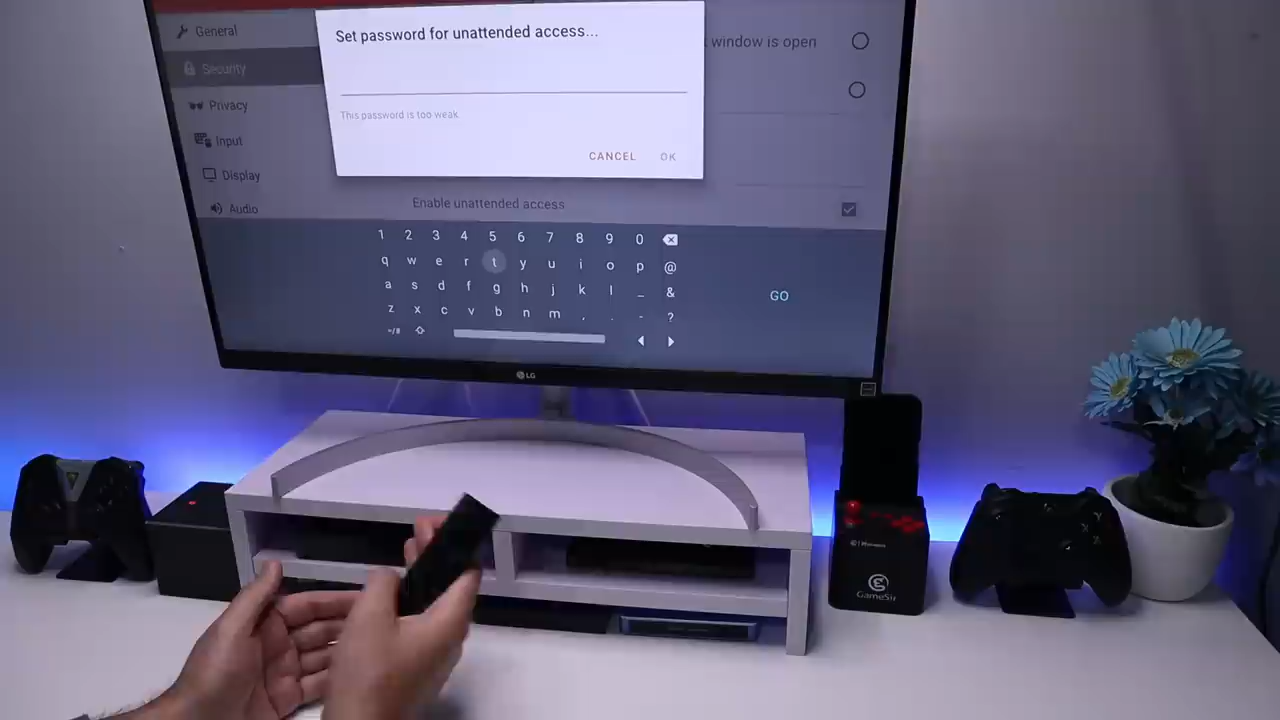 General
Security
Privacy
Input
Display
Audio
Set password for unattended access...
This password is too weak.
CANCEL OK
window is open
Enable unattended access
1 2 3 4 5 6 7 8 9 0
q w e r t y u i o p @
a s d f g h j k l _ &
z x c v b n m , . - ?
GO
LG
GameSir